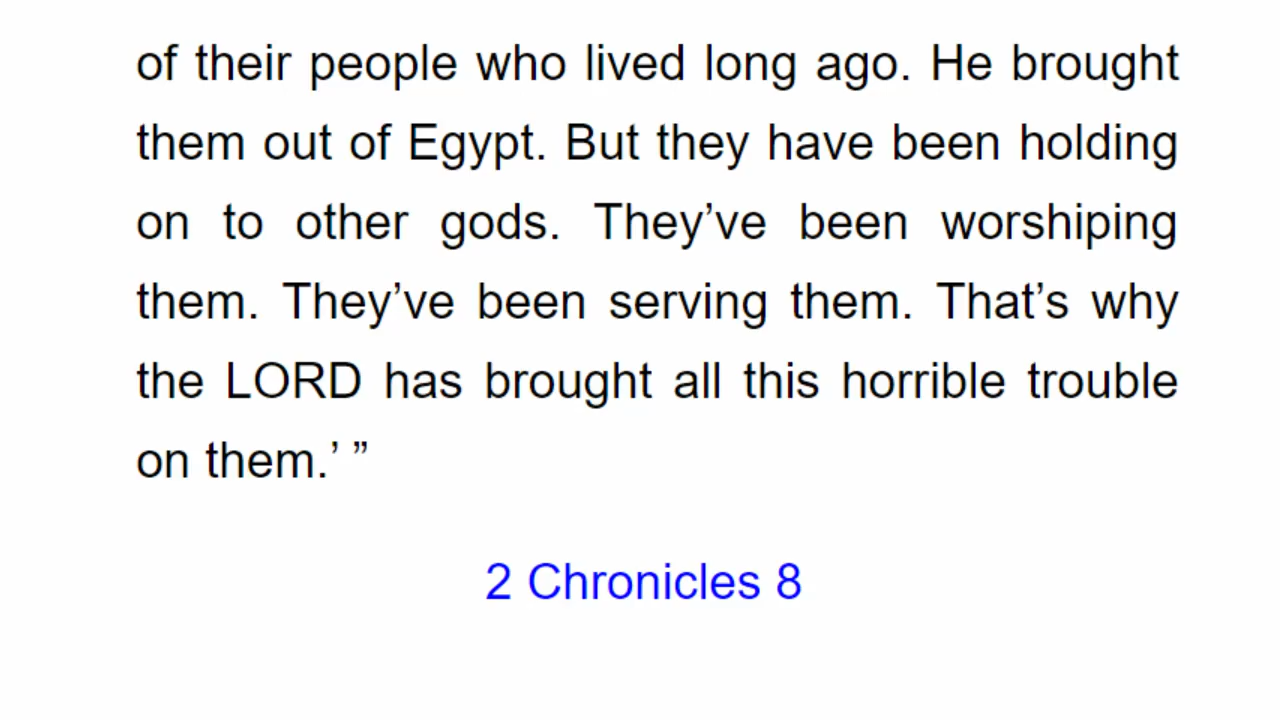 of their people who lived long ago. He brought
them out of Egypt. But they have been holding
on to other gods. They’ve been worshiping
them. They’ve been serving them. That’s why
the LORD has brought all this horrible trouble
on them.’ ”
2 Chronicles 8